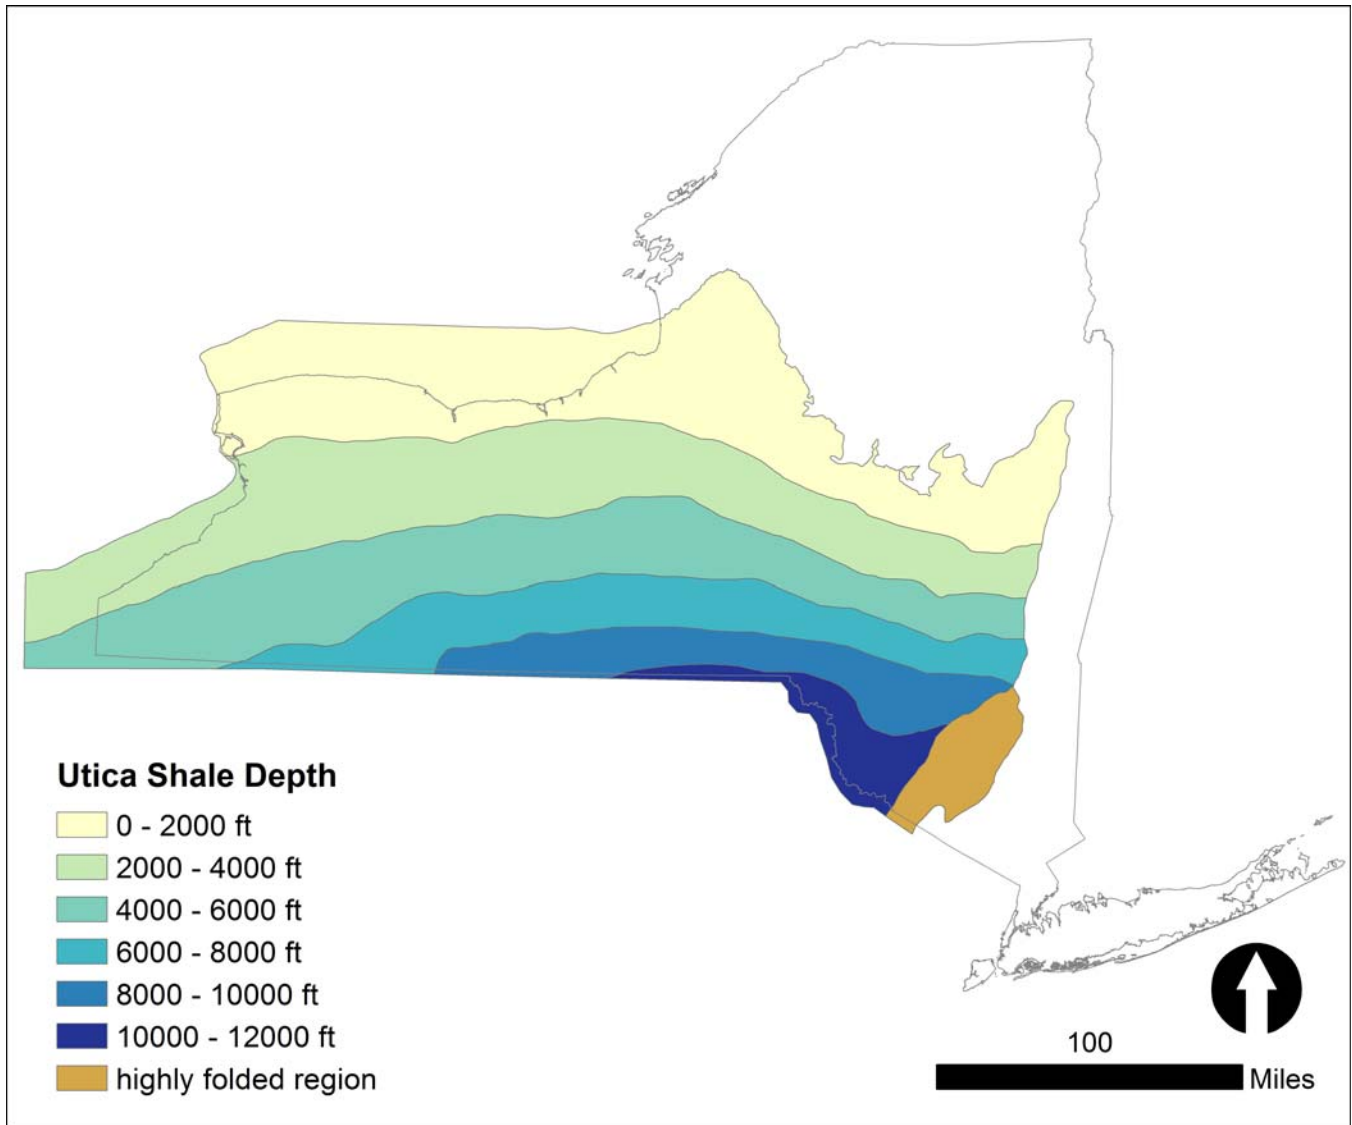 Utica Shale Depth
0 - 2000 ft
2000 - 4000 ft
4000 - 6000 ft
6000 - 8000 ft
8000 - 10000 ft
10000 - 12000 ft
highly folded region
100
Miles